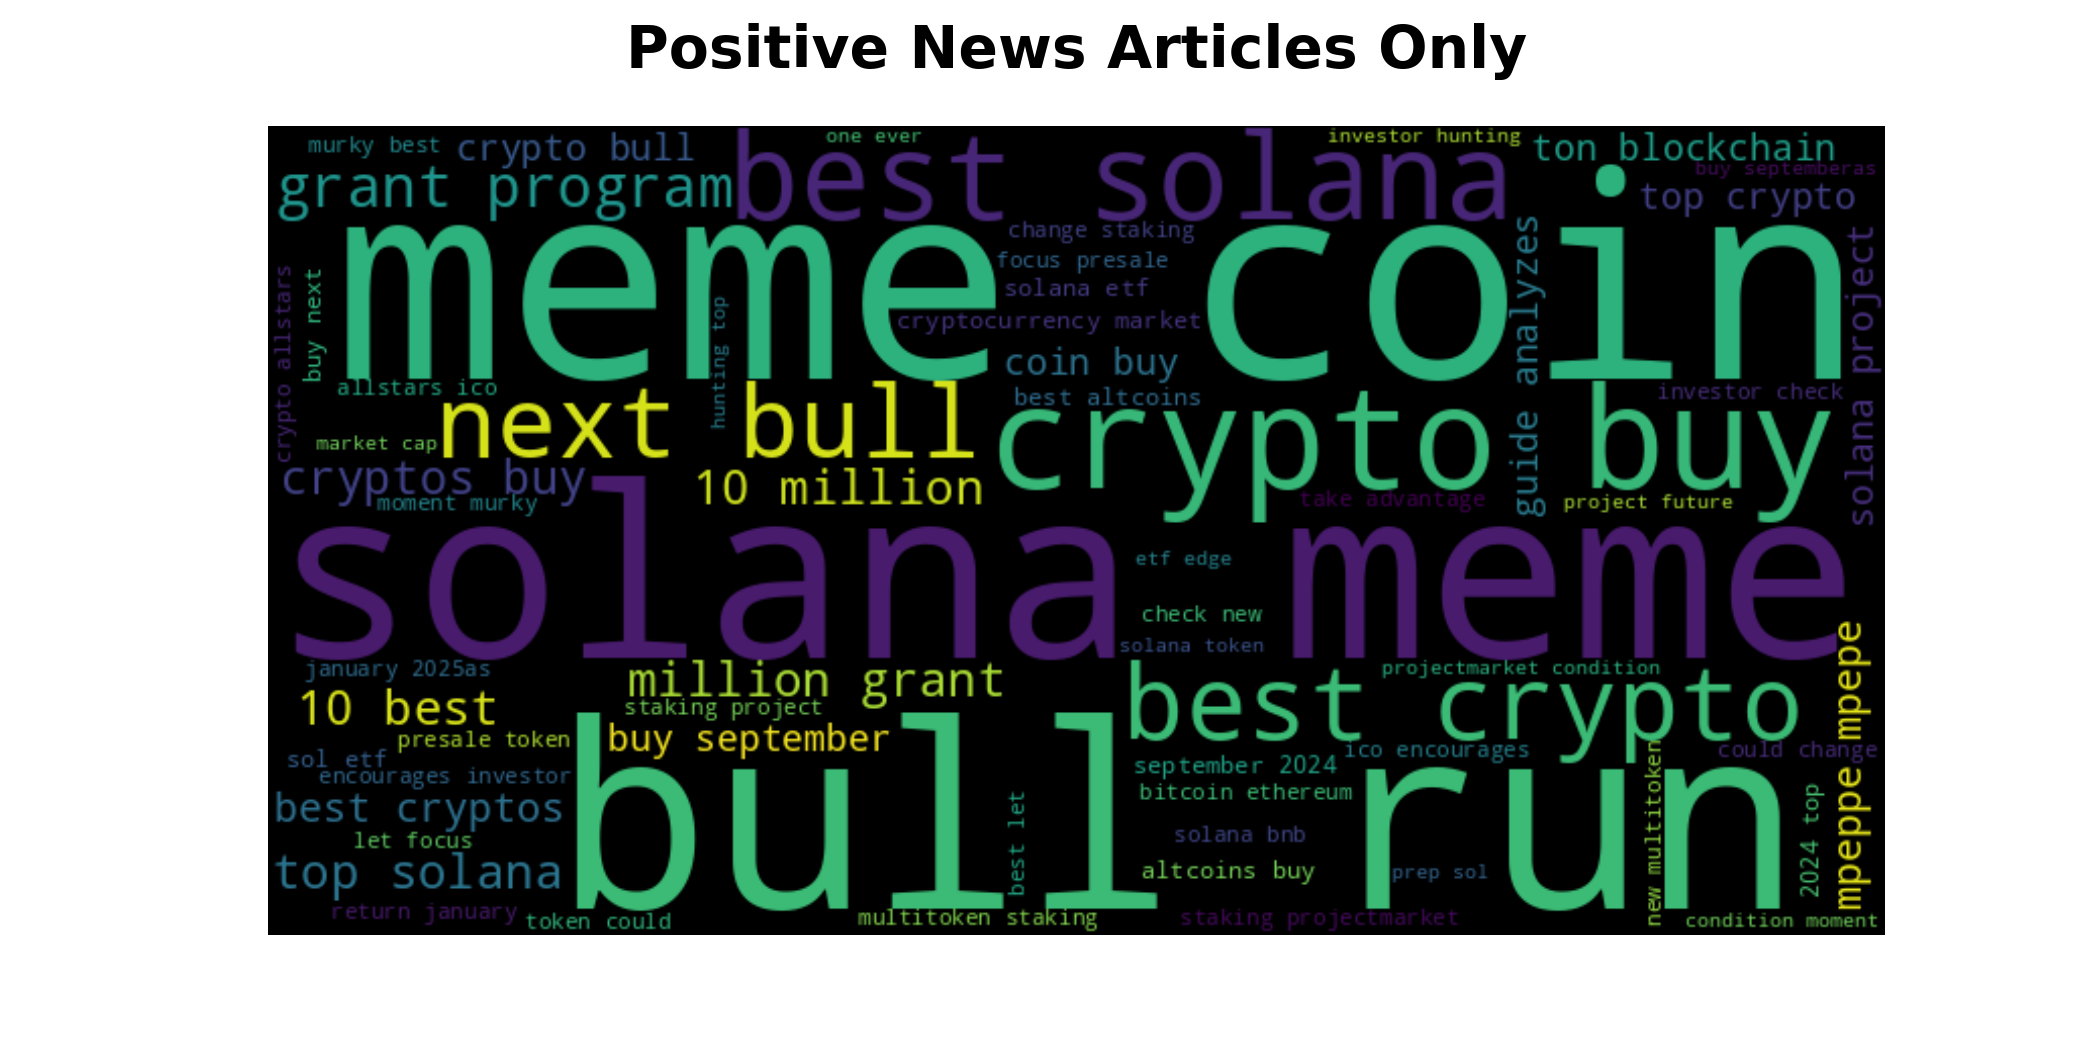 Positive News Articles Only
murky best
crypto bull
one ever
investor hunting
ton blockchain
buy septemberas
grant program
best solana
top crypto
change staking
focus presale
solana etf
cryptocurrency market
meme coin
guide analyzes
solana project
crypto allstars
buy next
hunting top
coin buy
allstars ico
best altcoins
investor check
market cap
next bull
crypto buy
cryptos buy
10 million
moment murky
take advantage
project future
solana meme
etf edge
check new
solana token
january 2025as
million grant
projectmarket condition
10 best
staking project
best crypto
mpeppe mpepe
presale token
buy september
sol etf
encourages investor
september 2024
ico encourages
could change
bitcoin ethereum
best cryptos
bull run
let focus
best let
solana bnb
new multitoken
2024 top
top solana
altcoins buy
prep sol
return january
token could
multitoken staking
staking projectmarket
condition moment